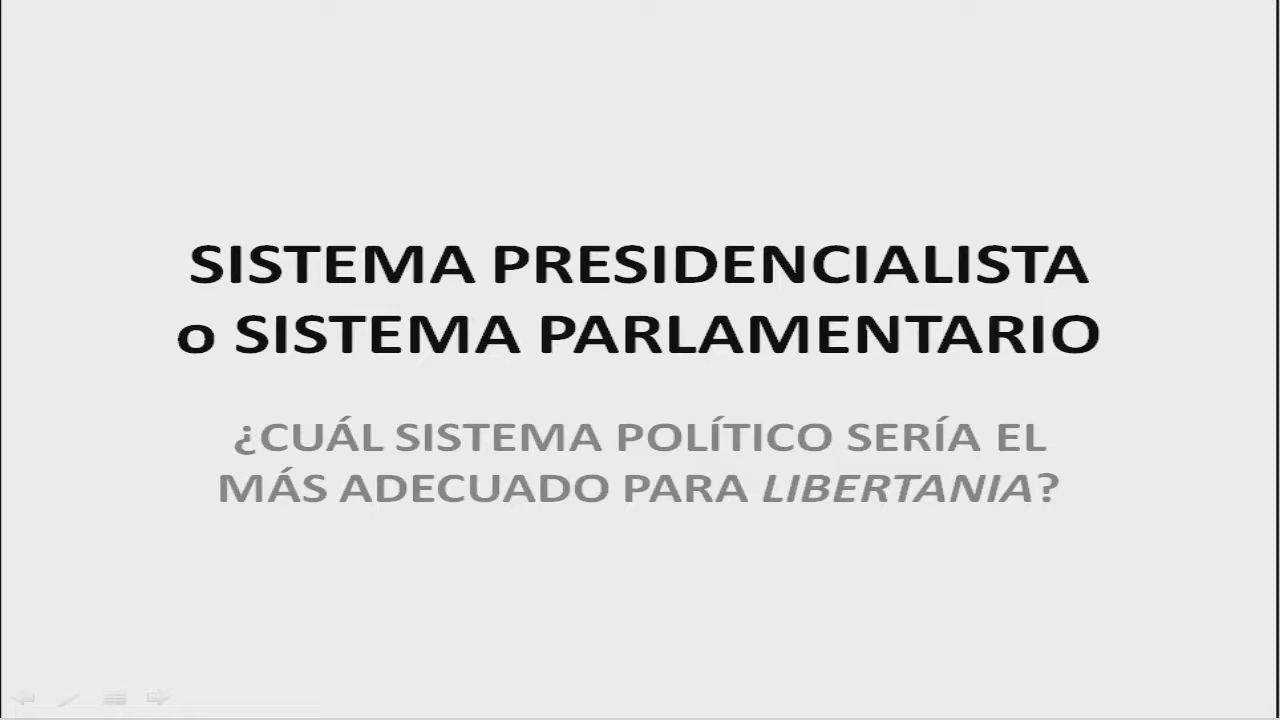 SISTEMA PRESIDENCIALISTA
o SISTEMA PARLAMENTARIO
¿CUÁL SISTEMA POLÍTICO SERÍA EL
MÁS ADECUADO PARA LIBERTANIA?